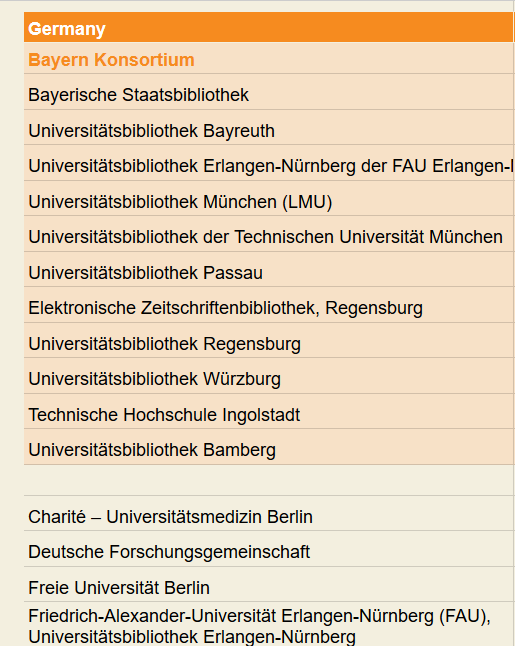 Germany
Bayern Konsortium
Bayerische Staatsbibliothek
Universitätsbibliothek Bayreuth
Universitätsbibliothek Erlangen-Nürnberg der FAU Erlangen-
Universitätsbibliothek München (LMU)
Universitätsbibliothek der Technischen Universität München
Universitätsbibliothek Passau
Elektronische Zeitschriftenbibliothek, Regensburg
Universitätsbibliothek Regensburg
Universitätsbibliothek Würzburg
Technische Hochschule Ingolstadt
Universitätsbibliothek Bamberg
Charité – Universitätsmedizin Berlin
Deutsche Forschungsgemeinschaft
Freie Universität Berlin
Friedrich-Alexander-Universität Erlangen-Nürnberg (FAU),
Universitätsbibliothek Erlangen-Nürnberg